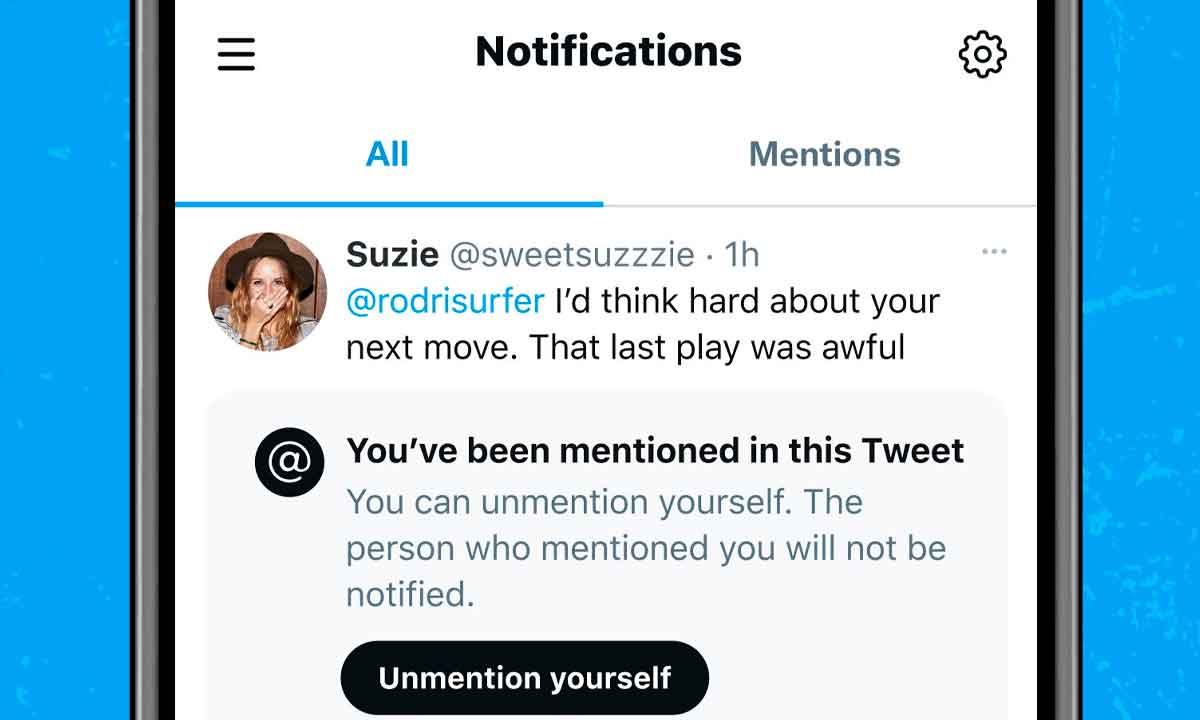 Notifications
All
Mentions
Suzie @sweetsuzzzie · 1h
@rodrisurfer I’d think hard about your
next move. That last play was awful
@
You’ve been mentioned in this Tweet
You can unmention yourself. The
person who mentioned you will not be
notified.
Unmention yourself